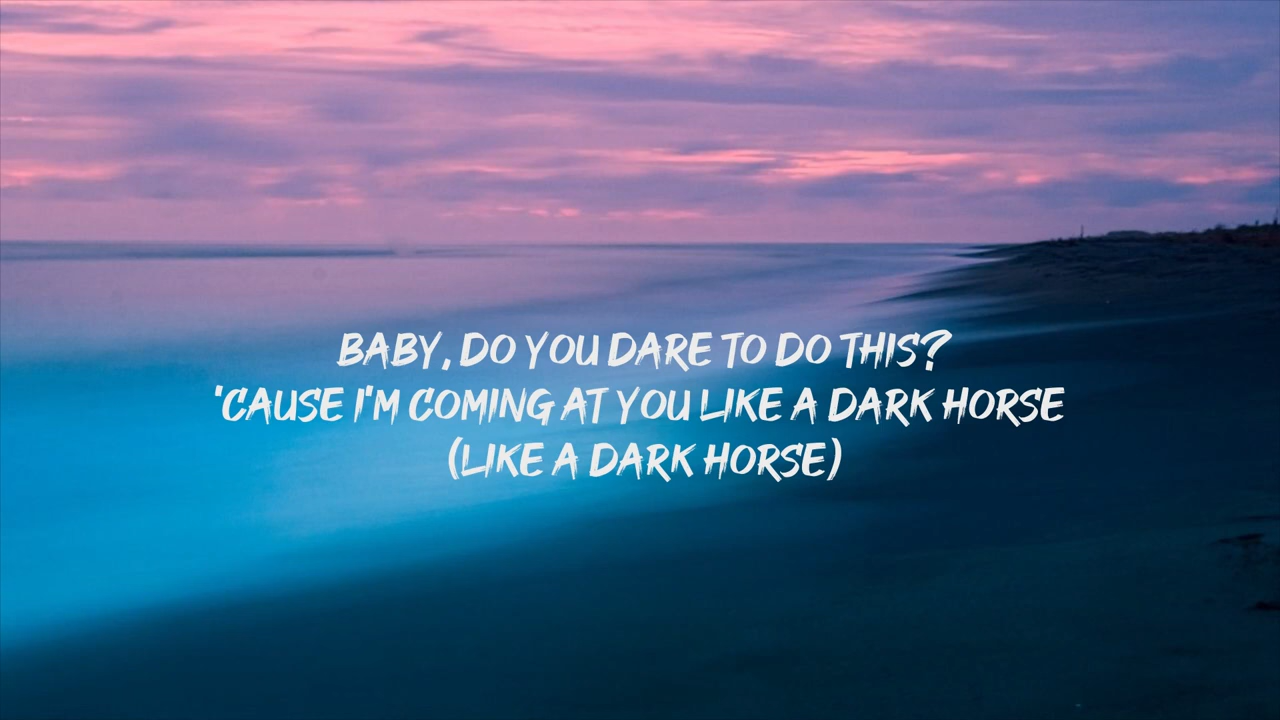 BABY, DO YOU DARE TO DO THIS?
'CAUSE I'M COMING AT YOU LIKE A DARK HORSE
(LIKE A DARK HORSE)